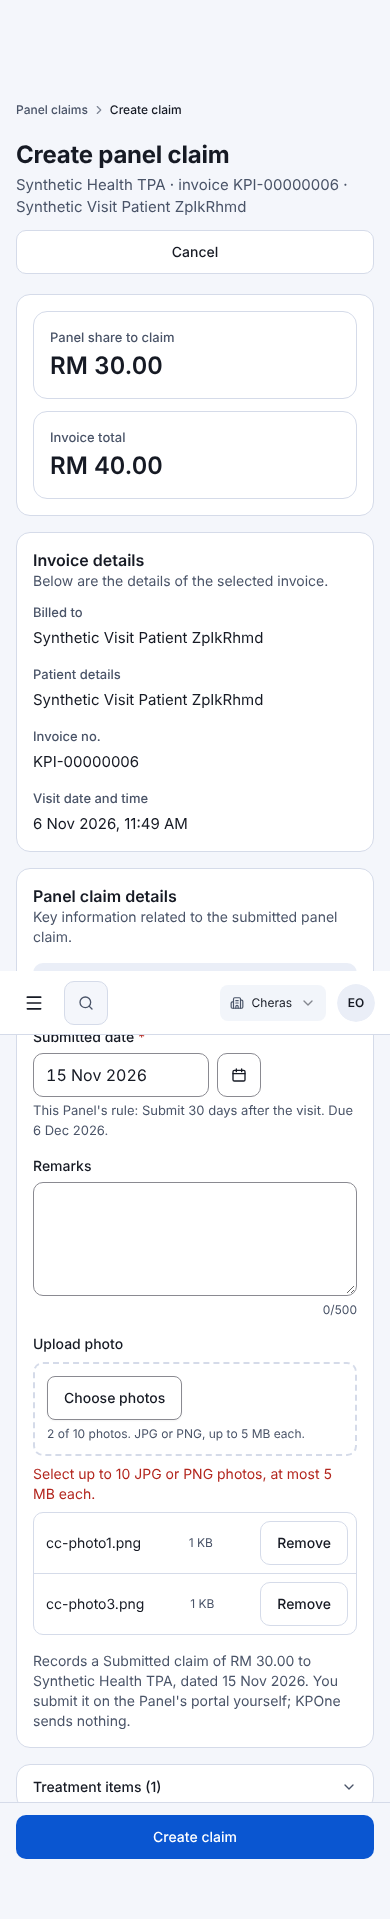 Panel claims > Create claim
Create panel claim
Synthetic Health TPA · invoice KPI-00000006 ·
Synthetic Visit Patient ZpIkRhmd
Cancel
Panel share to claim
RM 30.00
Invoice total
RM 40.00
Invoice details
Below are the details of the selected invoice.
Billed to
Synthetic Visit Patient ZpIkRhmd
Patient details
Synthetic Visit Patient ZpIkRhmd
Invoice no.
KPI-00000006
Visit date and time
6 Nov 2026, 11:49 AM
Panel claim details
Key information related to the submitted panel
claim.
Cheras
EO
Submitted date *
15 Nov 2026
This Panel's rule: Submit 30 days after the visit. Due
6 Dec 2026.
Remarks
0/500
Upload photo
Choose photos
2 of 10 photos. JPG or PNG, up to 5 MB each.
Select up to 10 JPG or PNG photos, at most 5
MB each.
cc-photo1.png 1 KB Remove
cc-photo3.png 1 KB Remove
Records a Submitted claim of RM 30.00 to
Synthetic Health TPA, dated 15 Nov 2026. You
submit it on the Panel's portal yourself; KPOne
sends nothing.
Treatment items (1)
Create claim